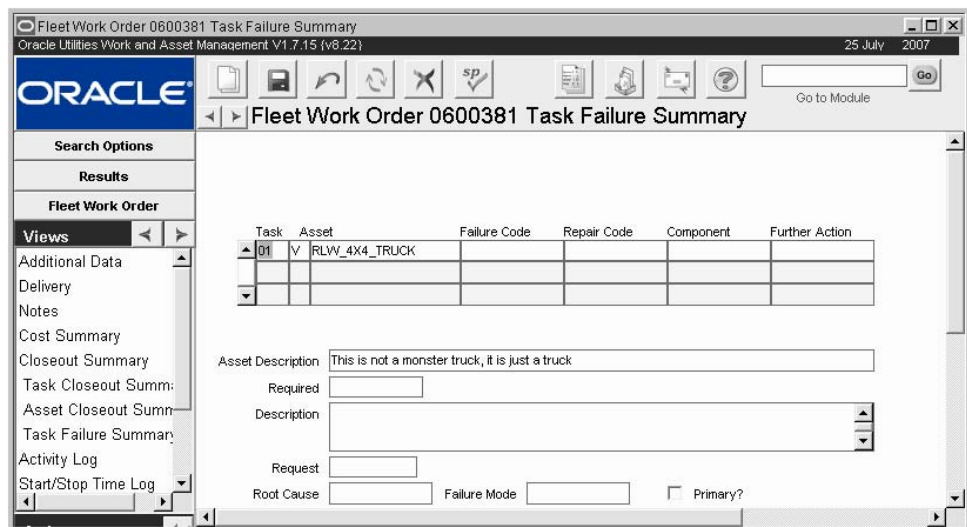 Fleet Work Order 0600381 Task Failure Summary
Oracle Utilities Work and Asset Management V1.7.15 {v8.22} 25 July 2007
ORACLE
sp
Go
Go to Module
Fleet Work Order 0600381 Task Failure Summary
Search Options
Results
Fleet Work Order
Views
Additional Data
Delivery
Notes
Cost Summary
Closeout Summary
Task Closeout Summ
Asset Closeout Summ
Task Failure Summary
Activity Log
Start/Stop Time Log
Task Asset Failure Code Repair Code Component Further Action
01 V RLW_4X4_TRUCK
Asset Description This is not a monster truck, it is just a truck
Required
Description
Request
Root Cause Failure Mode Primary?